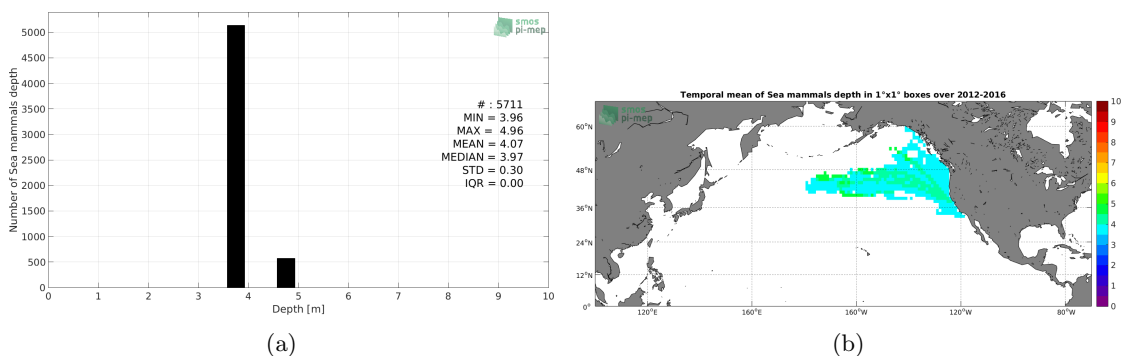 smos
pi-mep
5000
4500
4000
3500
3000
2500
2000
1500
1000
500
0
Number of Sea mammals depth
# : 5711
MIN = 3.96
MAX = 4.96
MEAN = 4.07
MEDIAN = 3.97
STD = 0.30
IQR = 0.00
0 1 2 3 4 5 6 7 8 9 10
Depth [m]
(a)
Temporal mean of Sea mammals depth in 1°x1° boxes over 2012-2016
smos
pi-mep
60°N
48°N
36°N
24°N
12°N
0°
120°E 160°E 160°W 120°W 80°W
10
9
8
7
6
5
4
3
2
1
0
(b)